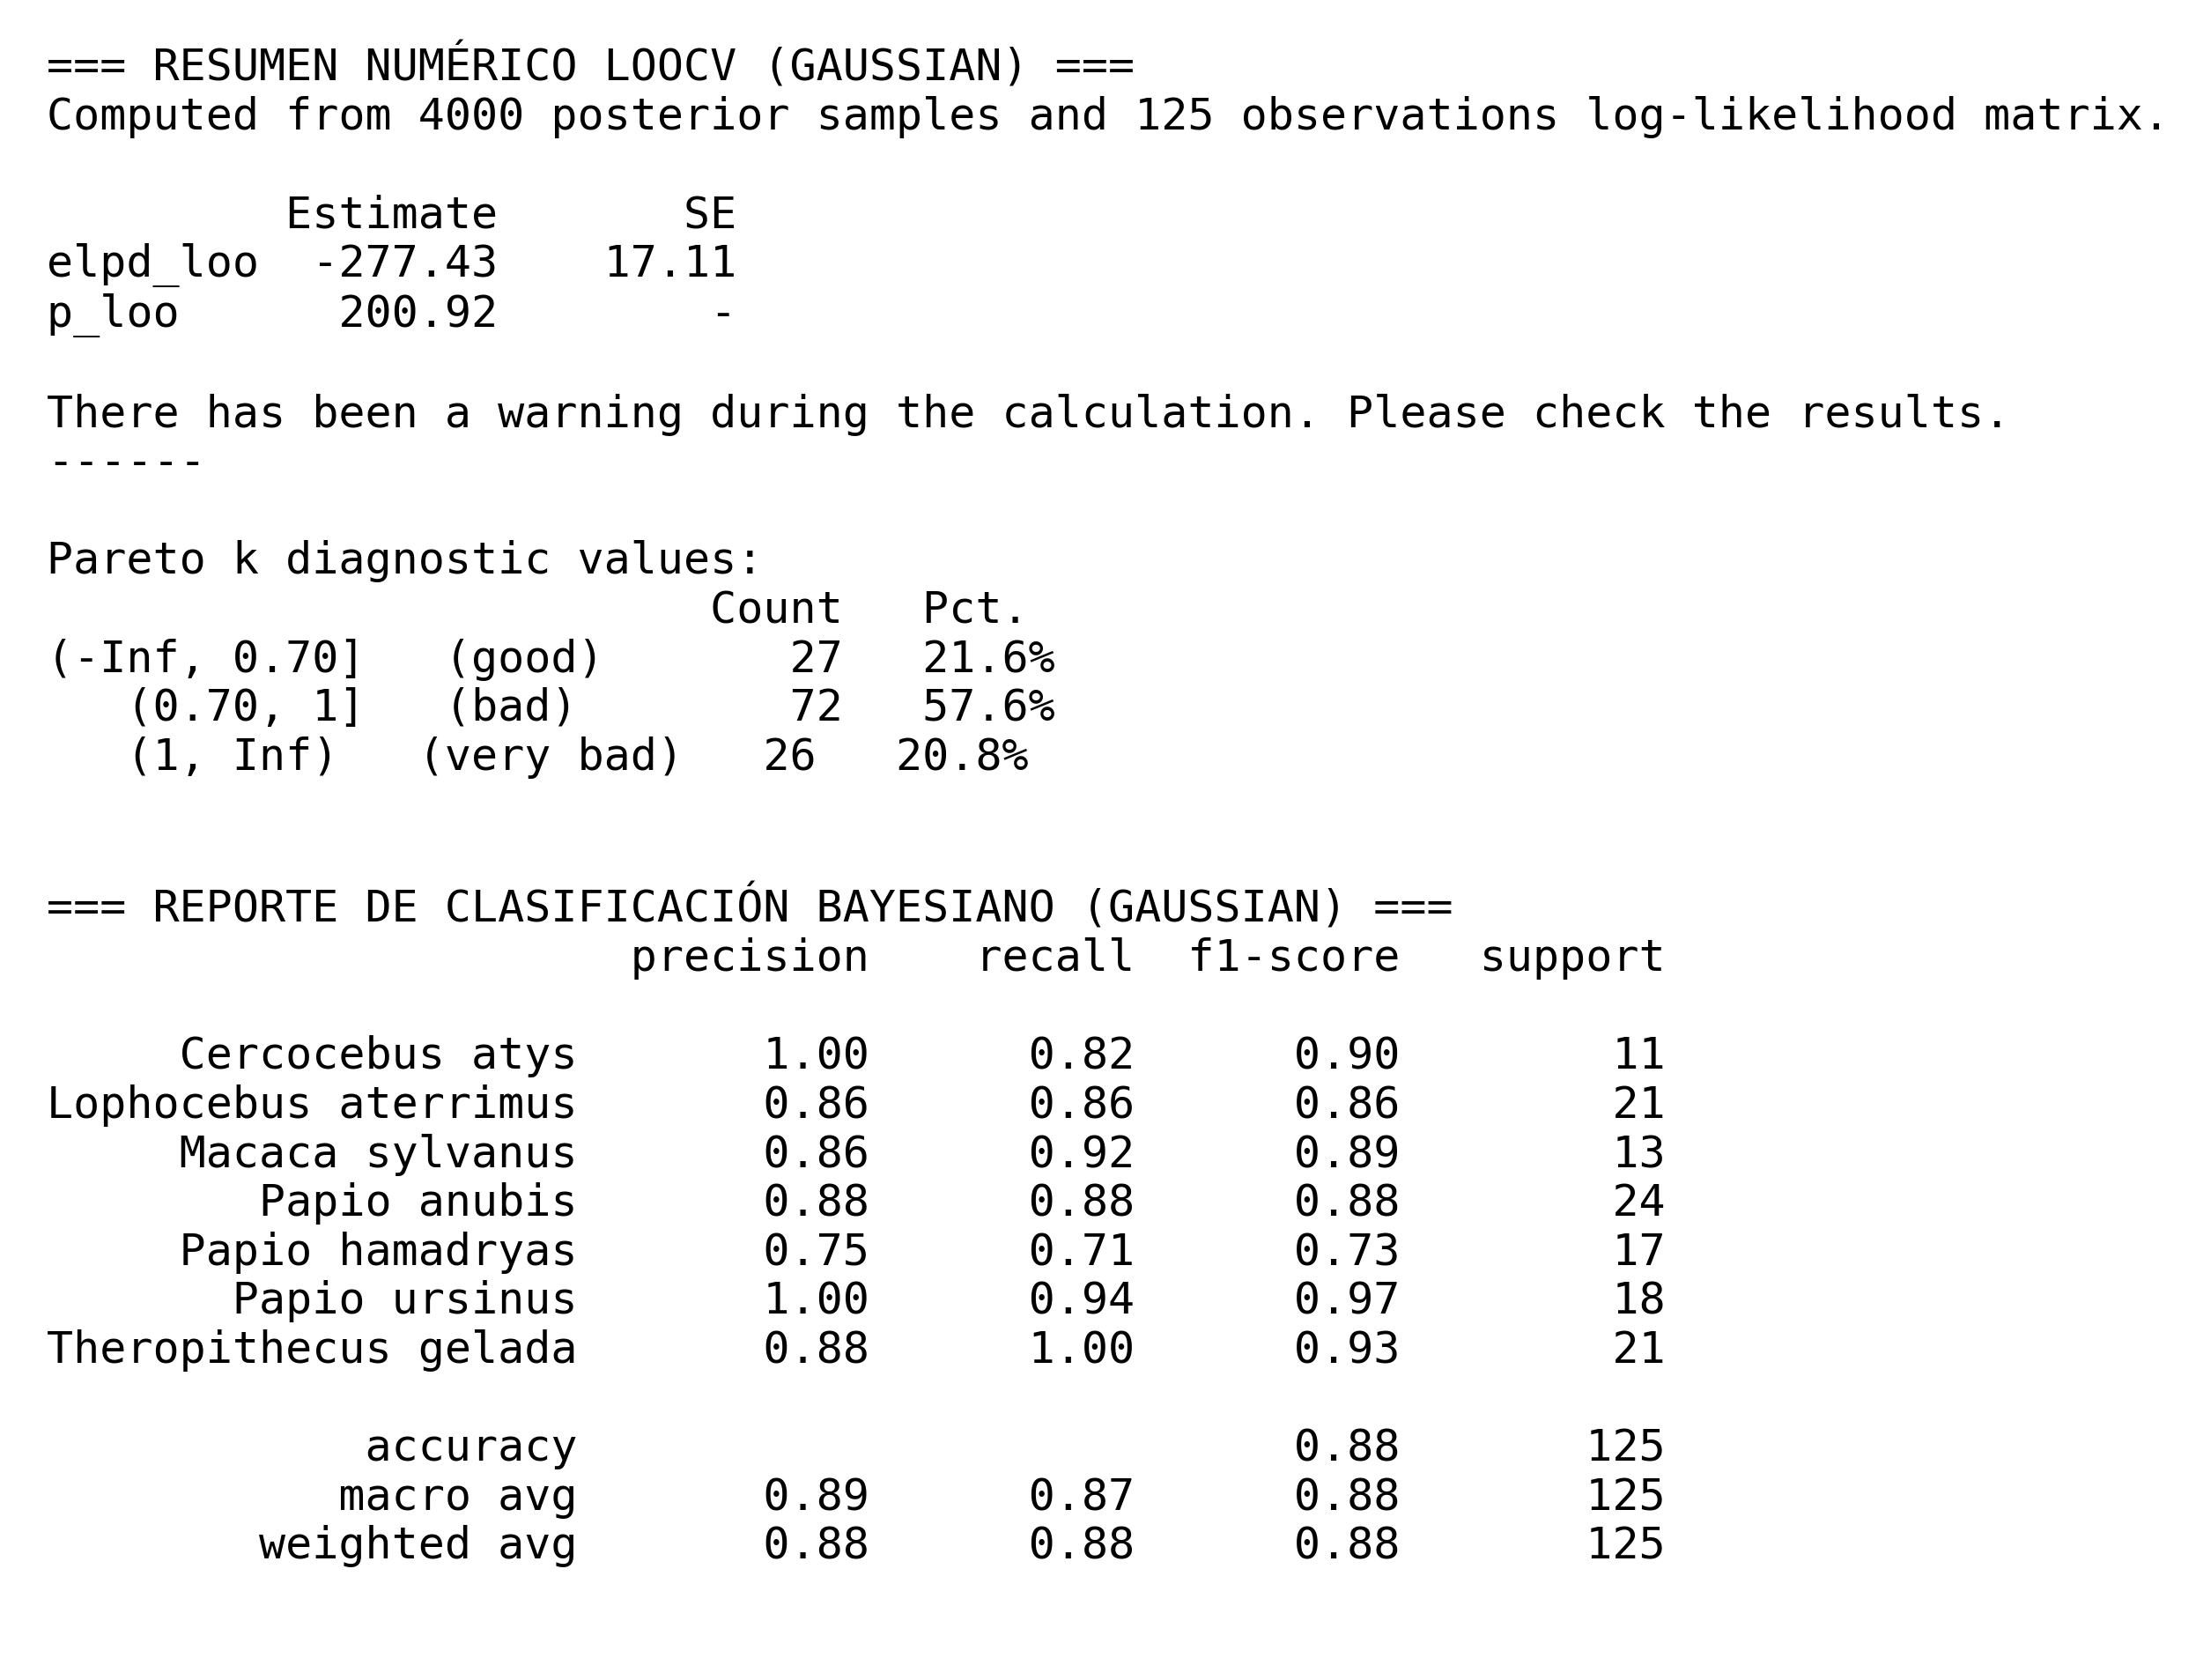 === RESUMEN NUMÉRICO LOOCV (GAUSSIAN) ===
Computed from 4000 posterior samples and 125 observations log-likelihood matrix.
         Estimate       SE
elpd_loo  -277.43    17.11
p_loo      200.92        -
There has been a warning during the calculation. Please check the results.
------
Pareto k diagnostic values:
                         Count   Pct.
(-Inf, 0.70]   (good)       27   21.6%
   (0.70, 1]   (bad)        72   57.6%
   (1, Inf)   (very bad)   26   20.8%
=== REPORTE DE CLASIFICACIÓN BAYESIANO (GAUSSIAN) ===
                      precision    recall  f1-score   support
     Cercocebus atys       1.00      0.82      0.90        11
Lophocebus aterrimus       0.86      0.86      0.86        21
     Macaca sylvanus       0.86      0.92      0.89        13
        Papio anubis       0.88      0.88      0.88        24
     Papio hamadryas       0.75      0.71      0.73        17
       Papio ursinus       1.00      0.94      0.97        18
Theropithecus gelada       0.88      1.00      0.93        21
            accuracy                           0.88       125
           macro avg       0.89      0.87      0.88       125
        weighted avg       0.88      0.88      0.88       125